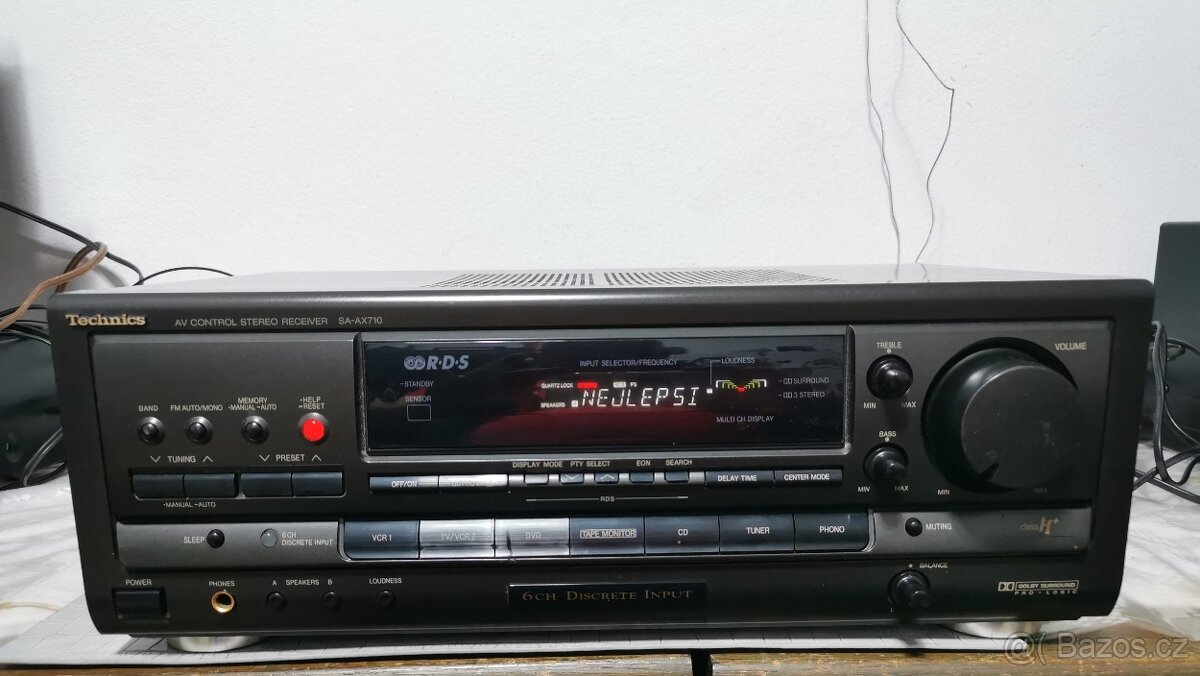 Technics
AV CONTROL STEREO RECEIVER SA-AX710
R·D·S
INPUT SELECTOR/FREQUENCY
LOUDNESS
STANDBY
SENSOR
QUARTZ LOCK
PS
SPEAKERS
NEJLEPSI
SURROUND
3 STEREO
MULTI CH DISPLAY
TREBLE
MIN MAX
VOLUME
MIN MAX
BASS
MIN MAX
BAND
FM AUTO/MONO
MEMORY
-MANUAL -AUTO
-HELP
-RESET
TUNING
PRESET
-MANUAL -AUTO
DISPLAY MODE
PTY SELECT
EON
SEARCH
OFF/ON
RDS
DELAY TIME
CENTER MODE
SLEEP
6CH
DISCRETE INPUT
VCR 1
TV/VCR 2
DVD
TAPE MONITOR
CD
TUNER
PHONO
MUTING
class H+
POWER
PHONES
A SPEAKERS B
LOUDNESS
6CH DISCRETE INPUT
BALANCE
DOLBY SURROUND
PRO·LOGIC
Bazos.cz